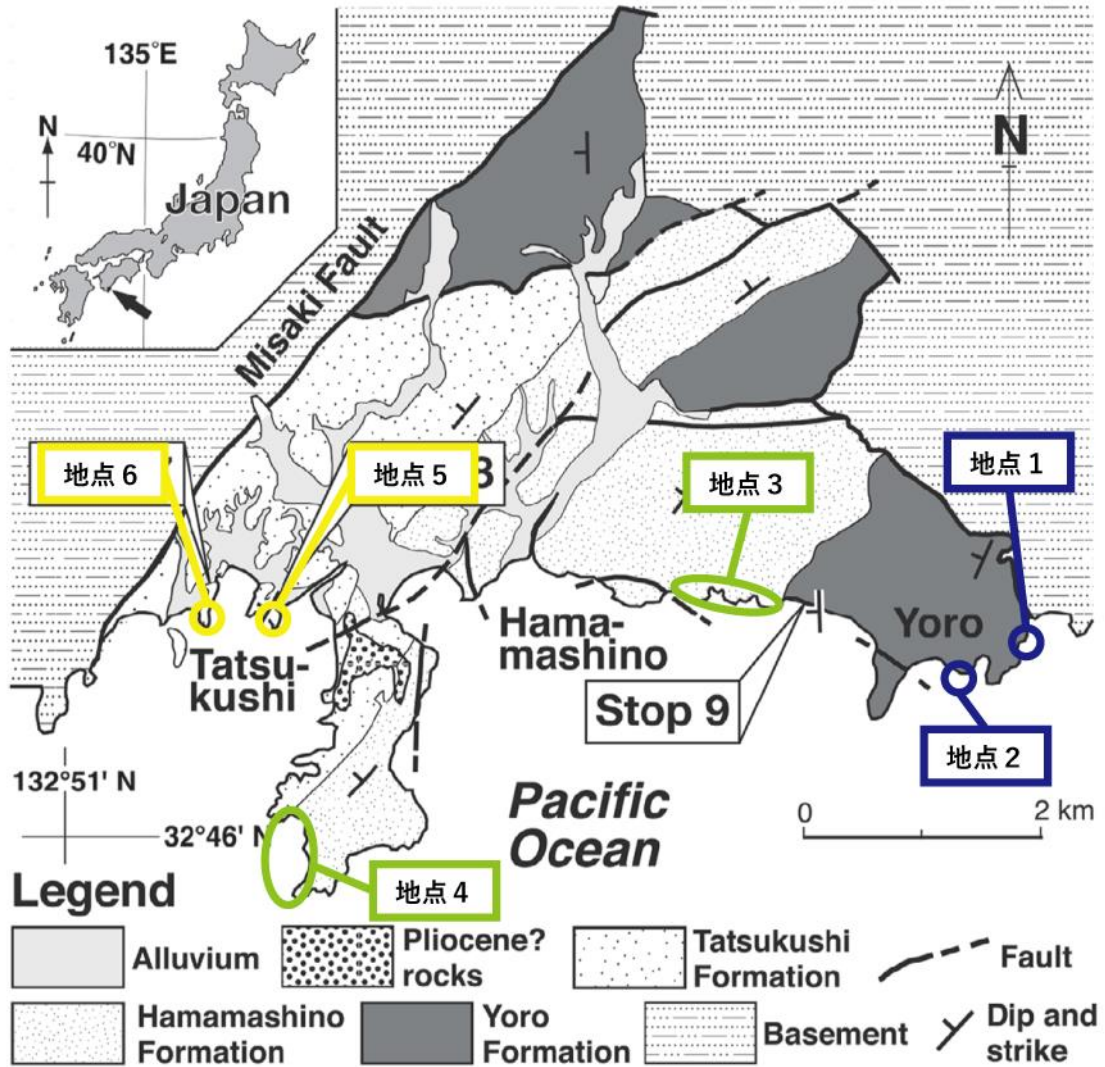 135°E
N
40°N
Japan
N
Misaki Fault
地点 6
地点 5
3
地点 3
地点 1
Tatsu-
kushi
Hama-
mashino
Yoro
Stop 9
地点 2
132°51' N
32°46' N
Pacific
Ocean
0
2 km
地点 4
Legend
Alluvium
Pliocene?
rocks
Tatsukushi
Formation
Fault
Hamamashino
Formation
Yoro
Formation
Basement
Dip and
strike